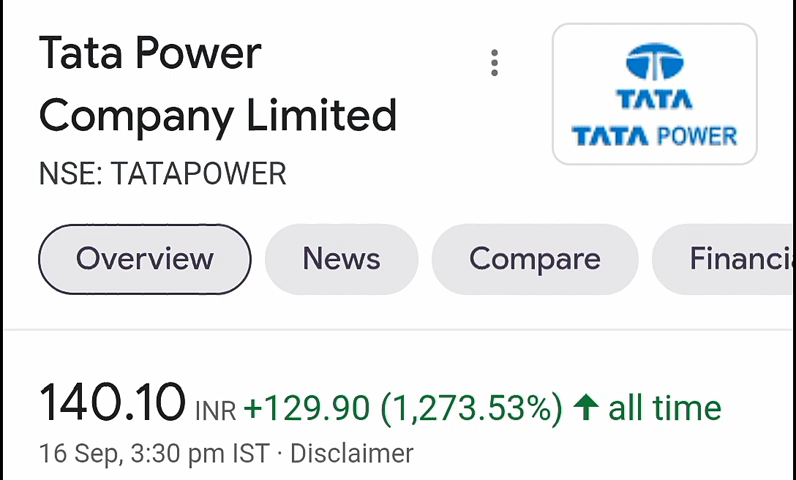 Tata Power
Company Limited
NSE: TATAPOWER
TATA
TATA POWER
Overview
News
Compare
Financi
140.10 INR +129.90 (1,273.53%) ↑ all time
16 Sep, 3:30 pm IST · Disclaimer